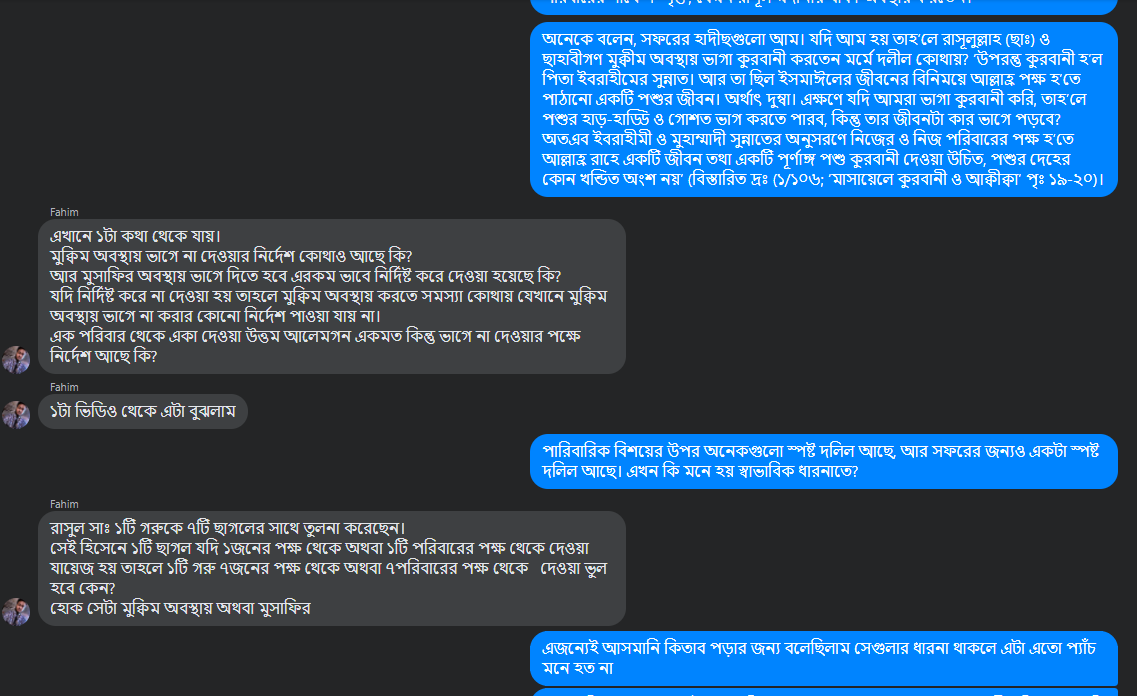 অনেকে বলেন, সফরের হাদীছগুলো আম। যদি আম হয় তাহ'লে রাসূলুল্লাহ (ছাঃ) ও
ছাহাবীগণ মুক্বীম অবস্থায় ভাগা কুরবানী করতেন মর্মে দলীল কোথায়? 'উপরন্তু কুরবানী হ'ল
পিতা ইবরাহীমের সুন্নাত। আর তা ছিল ইসমাঈলের জীবনের বিনিময়ে আল্লাহ্র পক্ষ হ'তে
পাঠানো একটি পশুর জীবন। অর্থাৎ দুম্বা। এক্ষণে যদি আমরা ভাগা কুরবানী করি, তাহ'লে
পশুর হাড়-হাড্ডি ও গোশত ভাগ করতে পারব, কিন্তু তার জীবনটা কার ভাগে পড়বে?
অতএব ইবরাহীমী ও মুহাম্মাদী সুন্নাতের অনুসরণে নিজের ও নিজ পরিবারের পক্ষ হ'তে
আল্লাহ্র রাহে একটি জীবন তথা একটি পূর্ণাঙ্গ পশু কুরবানী দেওয়া উচিত, পশুর দেহের
কোন খন্ডিত অংশ নয়' (বিস্তারিত দ্রঃ (১/১০৬; 'মাসায়েলে কুরবানী ও আক্বীক্বা' পৃঃ ১৯-২০)।
Fahim
এখানে ১টা কথা থেকে যায়।
মুক্বিম অবস্থায় ভাগে না দেওয়ার নির্দেশ কোথাও আছে কি?
আর মুসাফির অবস্থায় ভাগে দিতে হবে এরকম ভাবে নির্দিষ্ট করে দেওয়া হয়েছে কি?
যদি নির্দিষ্ট করে না দেওয়া হয় তাহলে মুক্বিম অবস্থায় করতে সমস্যা কোথায় যেখানে মুক্বিম
অবস্থায় ভাগে না করার কোনো নির্দেশ পাওয়া যায় না।
এক পরিবার থেকে একা দেওয়া উত্তম আলেমগন একমত কিন্তু ভাগে না দেওয়ার পক্ষে
নির্দেশ আছে কি?
Fahim
১টা ভিডিও থেকে এটা বুঝলাম
পারিবারিক বিশয়ের উপর অনেকগুলো স্পষ্ট দলিল আছে, আর সফরের জন্যও একটা স্পষ্ট
দলিল আছে। এখন কি মনে হয় স্বাভাবিক ধারনাতে?
Fahim
রাসুল সাঃ ১টি গরুকে ৭টি ছাগলের সাথে তুলনা করেছেন।
সেই হিসেনে ১টি ছাগল যদি ১জনের পক্ষ থেকে অথবা ১টি পরিবারের পক্ষ থেকে দেওয়া
যায়েজ হয় তাহলে ১টি গরু ৭জনের পক্ষ থেকে অথবা ৭পরিবারের পক্ষ থেকে দেওয়া ভুল
হবে কেন?
হোক সেটা মুক্বিম অবস্থায় অথবা মুসাফির
এজন্যেই আসমানি কিতাব পড়ার জন্য বলেছিলাম সেগুলার ধারনা থাকলে এটা এতো প্যাঁচ
মনে হত না